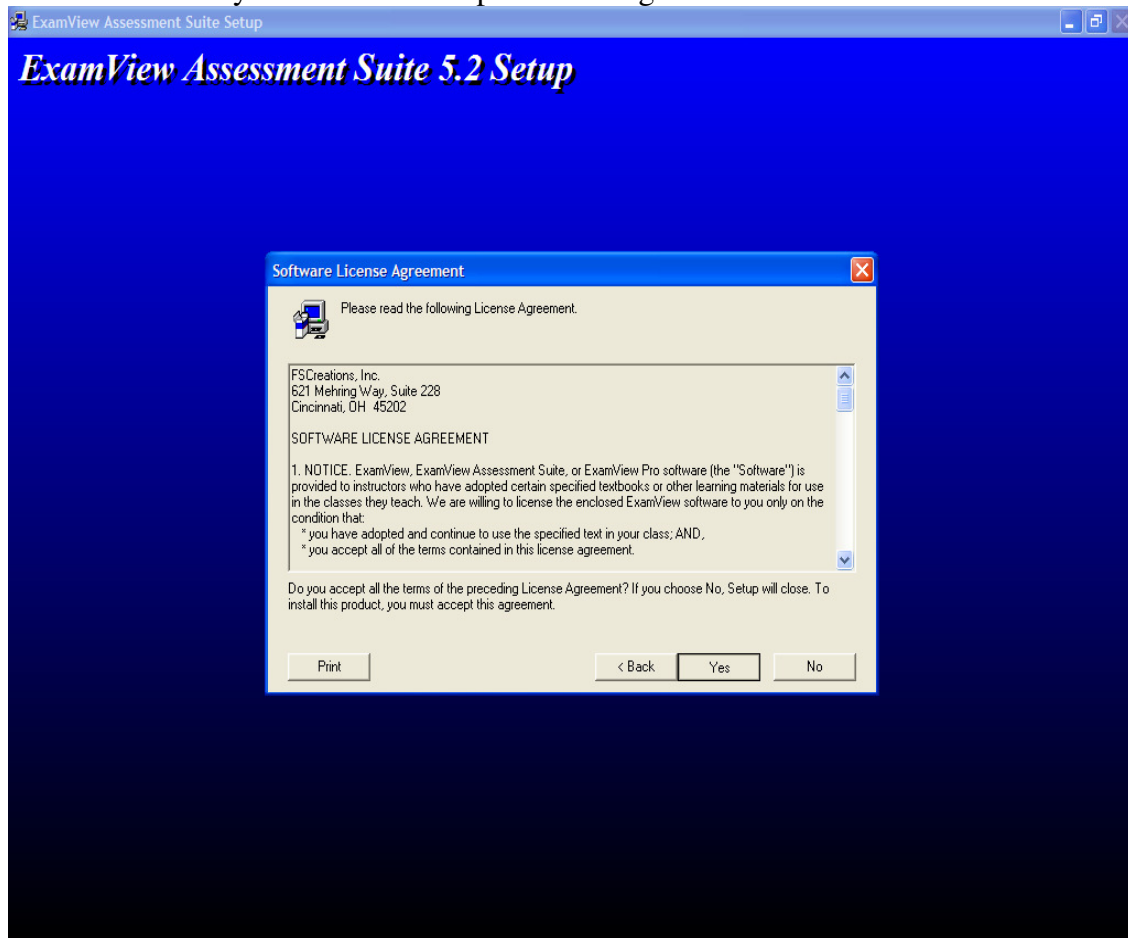 ExamView Assessment Suite Setup
ExamView Assessment Suite 5.2 Setup
Software License Agreement
Please read the following License Agreement.
FSCreations, Inc.
621 Mehring Way, Suite 228
Cincinnati, OH 45202
SOFTWARE LICENSE AGREEMENT
1. NOTICE. ExamView, ExamView Assessment Suite, or ExamView Pro software (the "Software") is
provided to instructors who have adopted certain specified textbooks or other learning materials for use
in the classes they teach. We are willing to license the enclosed ExamView software to you only on the
condition that:
* you have adopted and continue to use the specified text in your class; AND,
* you accept all of the terms contained in this license agreement.
Do you accept all the terms of the preceding License Agreement? If you choose No, Setup will close. To
install this product, you must accept this agreement.
Print
< Back
Yes
No